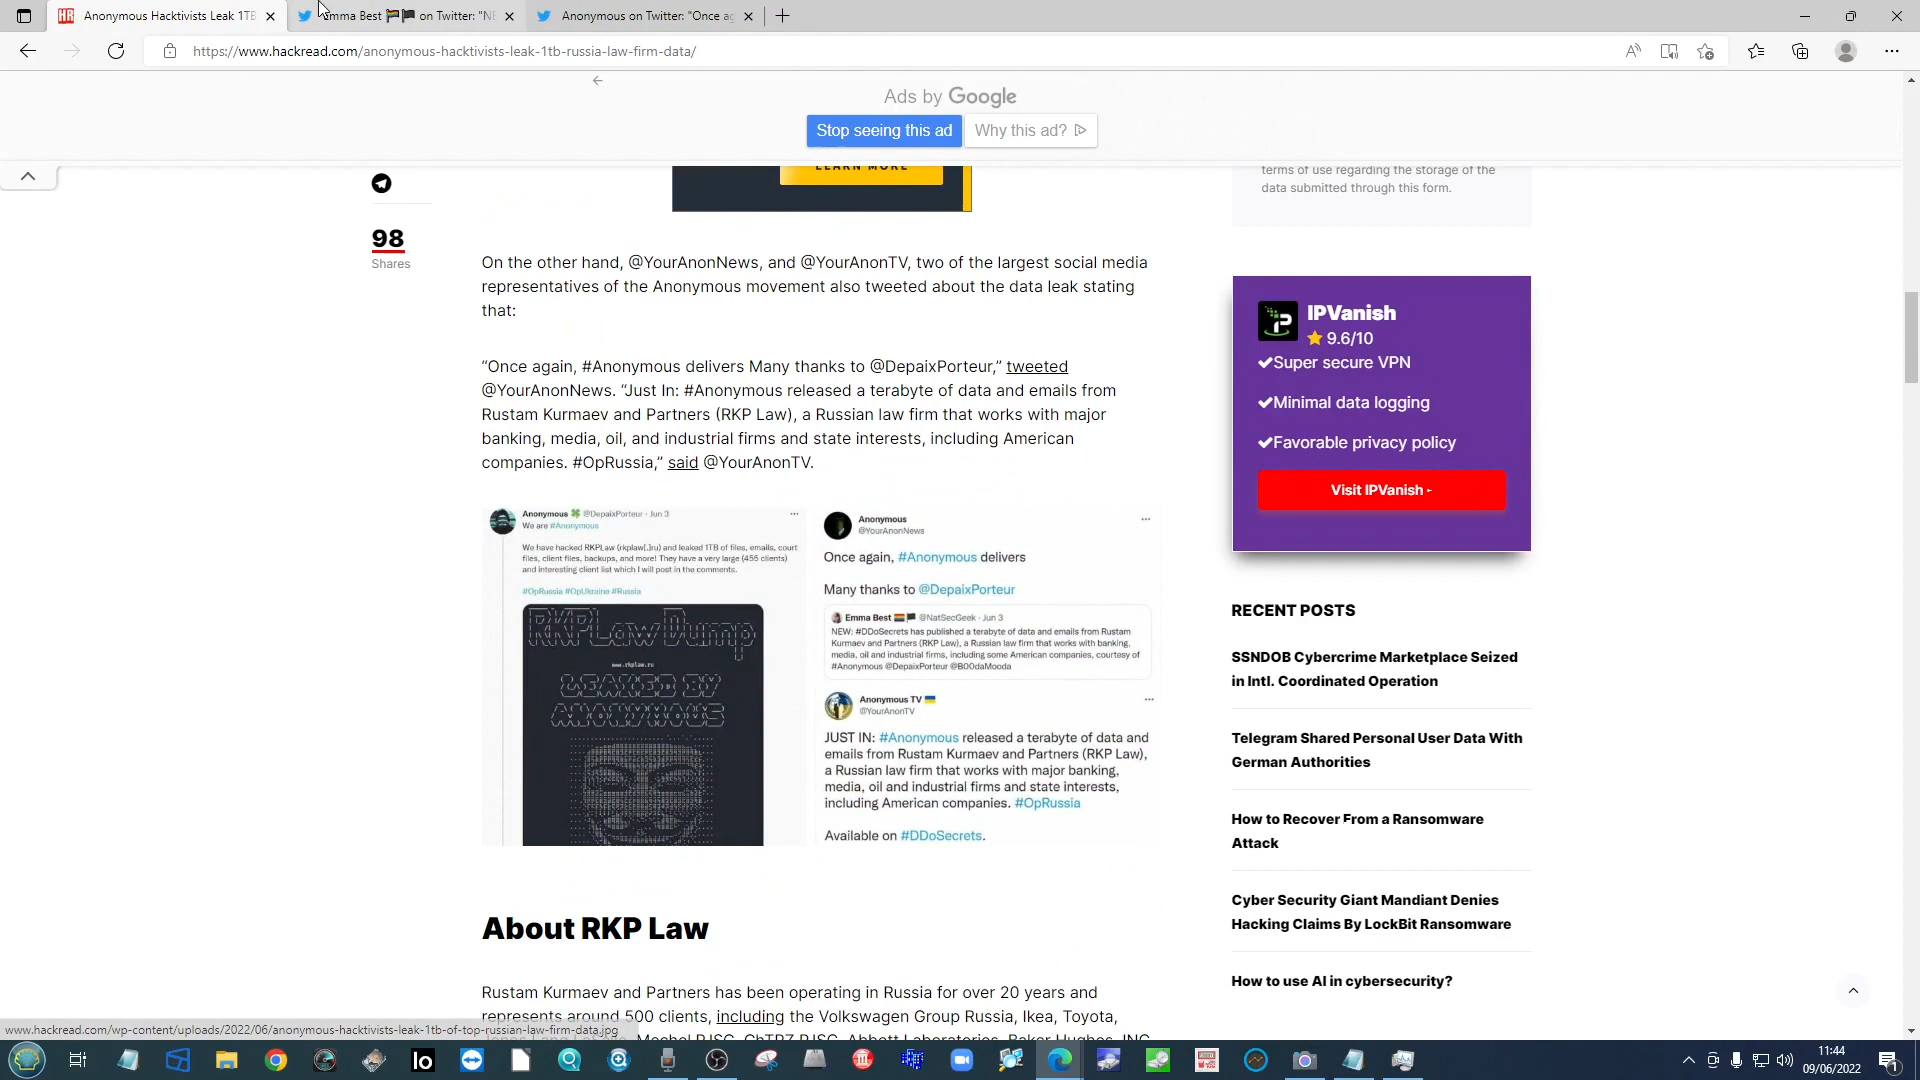 Anonymous Hacktivists Leak 1TB
Emma Best 🏳️‍🌈🏴 on Twitter: "NE
Anonymous on Twitter: "Once ag
https://www.hackread.com/anonymous-hacktivists-leak-1tb-russia-law-firm-data/
Ads by Google
Stop seeing this ad
Why this ad?
LEARN MORE
98
Shares
On the other hand, @YourAnonNews, and @YourAnonTV, two of the largest social media
representatives of the Anonymous movement also tweeted about the data leak stating
that:
“Once again, #Anonymous delivers Many thanks to @DepaixPorteur,” tweeted
@YourAnonNews. “Just In: #Anonymous released a terabyte of data and emails from
Rustam Kurmaev and Partners (RKP Law), a Russian law firm that works with major
banking, media, oil, and industrial firms and state interests, including American
companies. #OpRussia,” said @YourAnonTV.
Anonymous 🍀 @DepaixPorteur · Jun 3
We are #Anonymous
We have hacked RKPLaw (rkplaw[.]ru) and leaked 1TB of files, emails, court
files, client files, backups, and more! They have a very large (455 clients)
and interesting client list which I will post in the comments.
#OpRussia #OpUkraine #Russia
RKPLawDump
www.rkplaw.ru
LEAKED BY
ANONYMOUS
Anonymous
@YourAnonNews
Once again, #Anonymous delivers
Many thanks to @DepaixPorteur
Emma Best 🏳️‍🌈🏴 @NatSecGeek · Jun 3
NEW: #DDoSecrets has published a terabyte of data and emails from Rustam
Kurmaev and Partners (RKP Law), a Russian law firm that works with banking,
media, oil and industrial firms, including some American companies, courtesy of
#Anonymous @DepaixPorteur @B00daMooda
Anonymous TV 🇺🇦
@YourAnonTV
JUST IN: #Anonymous released a terabyte of data and
emails from Rustam Kurmaev and Partners (RKP Law),
a Russian law firm that works with major banking,
media, oil and industrial firms and state interests,
including American companies. #OpRussia
Available on #DDoSecrets.
About RKP Law
Rustam Kurmaev and Partners has been operating in Russia for over 20 years and
represents around 500 clients, including the Volkswagen Group Russia, Ikea, Toyota,
Jones Lang LaSalle, Mechel PJSC, ChTPZ PJSC, Abbott Laboratories, Baker Hughes, ING
terms of use regarding the storage of the
data submitted through this form.
IPVanish
9.6/10
Super secure VPN
Minimal data logging
Favorable privacy policy
Visit IPVanish
RECENT POSTS
SSNDOB Cybercrime Marketplace Seized
in Intl. Coordinated Operation
Telegram Shared Personal User Data With
German Authorities
How to Recover From a Ransomware
Attack
Cyber Security Giant Mandiant Denies
Hacking Claims By LockBit Ransomware
How to use AI in cybersecurity?
www.hackread.com/wp-content/uploads/2022/06/anonymous-hacktivists-leak-1tb-of-top-russian-law-firm-data.jpg
11:44
09/06/2022